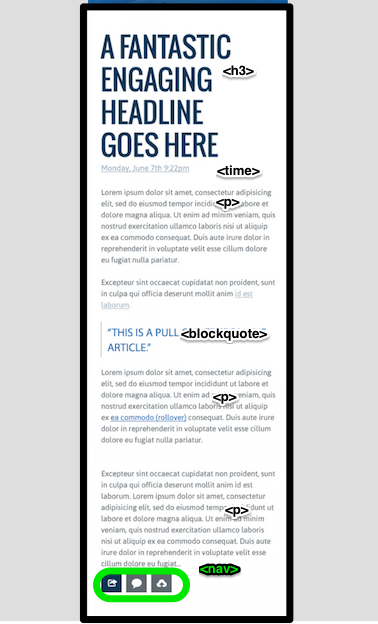 A FANTASTIC
ENGAGING
<h3>
HEADLINE
GOES HERE
Monday, June 7th 9:22pm
<time>
Lorem ipsum dolor sit amet, consectetur adipisicing
elit, sed do eiusmod tempor labore et
<p>
dolore magna aliqua. Ut enim ad minim veniam, quis
nostrud exercitation ullamco laboris nisi ut aliquip
ex ea commodo consequat. Duis aute irure dolor in
reprehenderit in voluptate velit esse cillum dolore
eu fugiat nulla pariatur.
Excepteur sint occaecat cupidatat non proident, sunt
in culpa qui officia deserunt mollit anim id est
laborum.
"THIS IS A PULL
<blockquote>
ARTICLE."
Lorem ipsum dolor sit amet, consectetur adipisicing
elit, sed do eiusmod tempor incididunt ut labore et
dolore magna aliqua. Ut enim ad veniam, quis
<p>
nostrud exercitation ullamco laboris nisi ut aliquip
ex ea commodo (rollover) consequat. Duis aute irure
dolor in reprehenderit in voluptate velit esse cillum
dolore eu fugiat nulla pariatur.
Excepteur sint occaecat cupidatat non proident, sunt
in culpa qui officia deserunt mollit anim id est
laborum. Lorem ipsum dolor sit amet, consectetur
adipisicing elit, sed do eiusmod ut
<p>
labore et dolore magna aliqua. Ut enim ad minim
veniam, quis nostrud exercitation ullamco laboris
nisi ut aliquip ex ea commodo consequat. Duis aute
irure dolor in reprehenderit in voluptate velit esse
cillum dolore eu fugiat...
<nav>